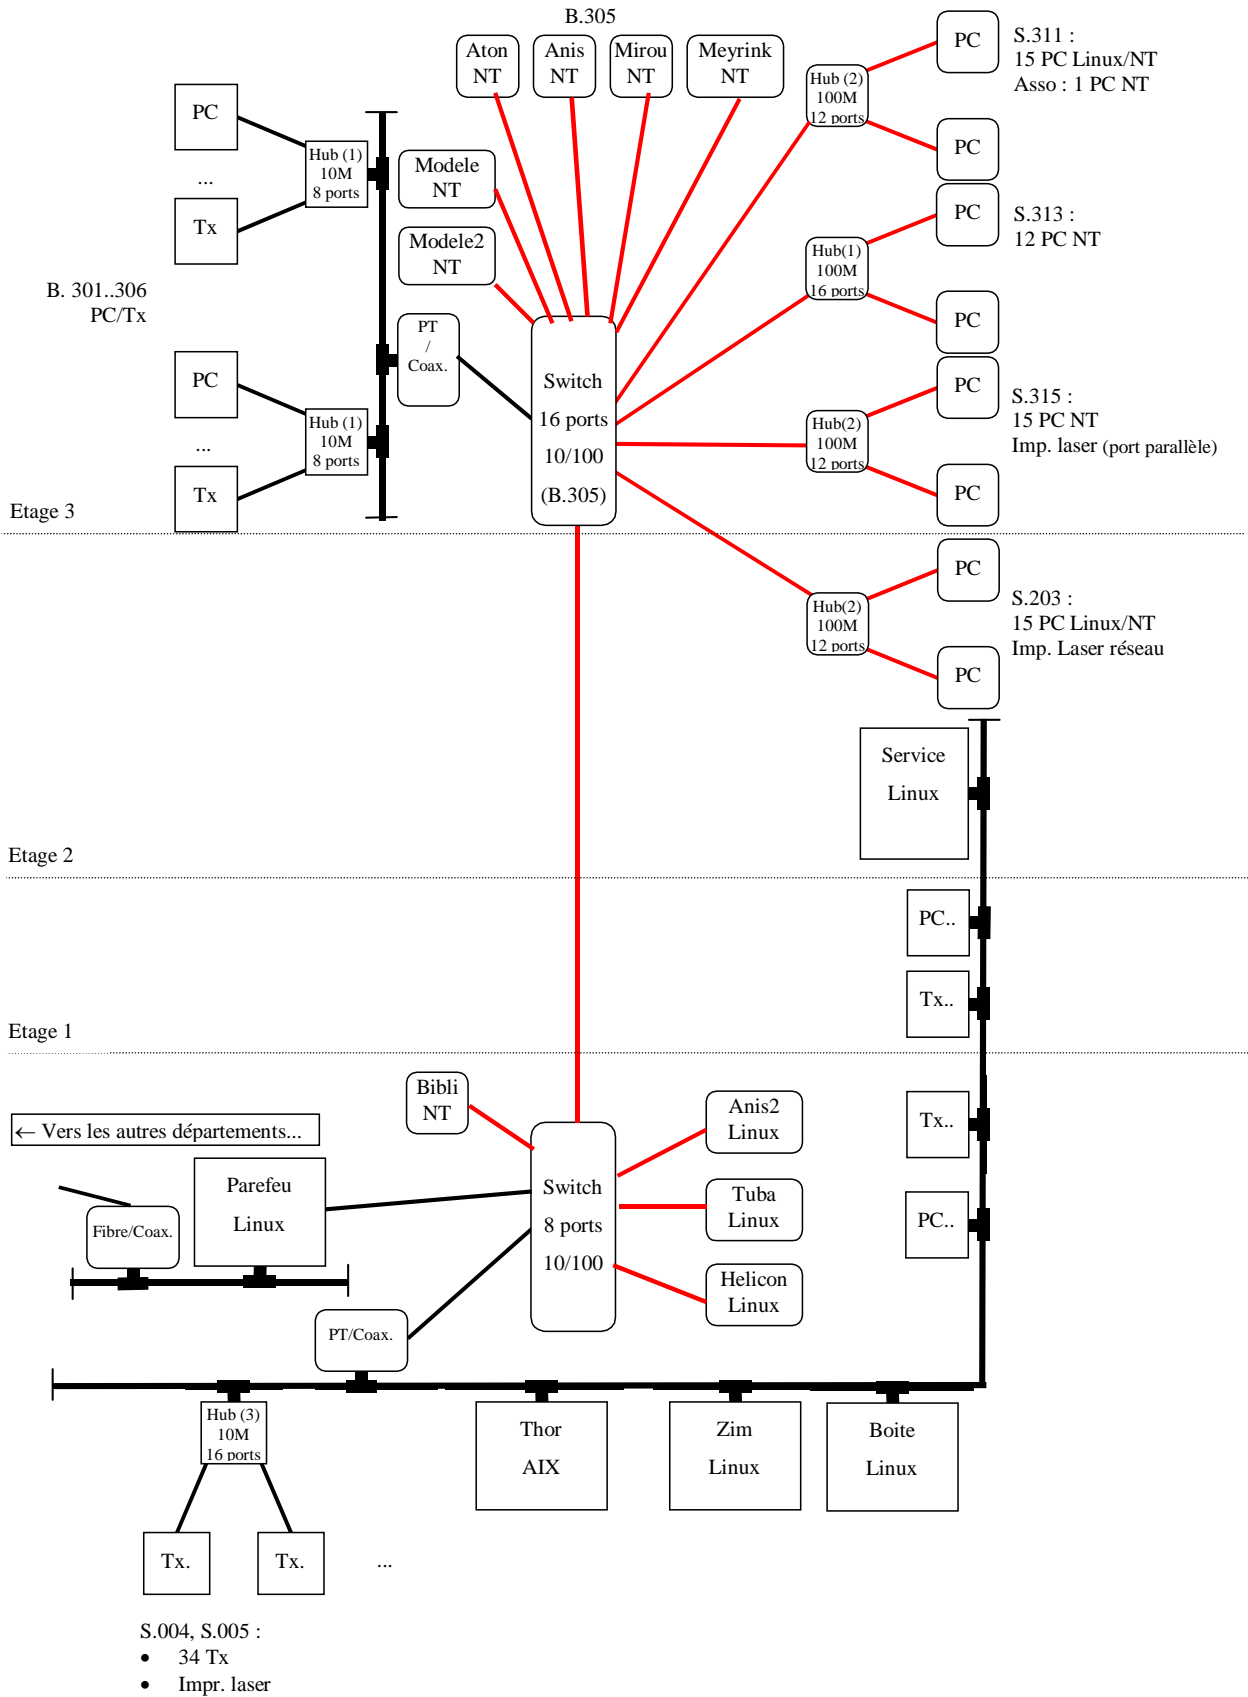 B.305
Aton
NT
Anis
NT
Mirou
NT
Meyrink
NT
PC
S.311 :
15 PC Linux/NT
Asso : 1 PC NT
Hub (2)
100M
12 ports
PC
PC
Hub (1)
10M
8 ports
...
Tx
Modele
NT
Modele2
NT
PC
S.313 :
12 PC NT
Hub(1)
100M
16 ports
PC
B. 301..306
PC/Tx
PT
/
Coax.
PC
Hub (1)
10M
8 ports
...
Tx
Switch
16 ports
10/100
(B.305)
PC
S.315 :
15 PC NT
Imp. laser (port parallèle)
Hub(2)
100M
12 ports
PC
Etage 3
PC
S.203 :
15 PC Linux/NT
Imp. Laser réseau
Hub(2)
100M
12 ports
PC
Service
Linux
Etage 2
PC..
Tx..
Etage 1
Bibli
NT
Anis2
Linux
Tx..
← Vers les autres départements...
Parefeu
Linux
Fibre/Coax.
Switch
8 ports
10/100
Tuba
Linux
PC..
Helicon
Linux
PT/Coax.
Hub (3)
10M
16 ports
Thor
AIX
Zim
Linux
Boite
Linux
Tx.
Tx.
...
S.004, S.005 :
• 34 Tx
• Impr. laser